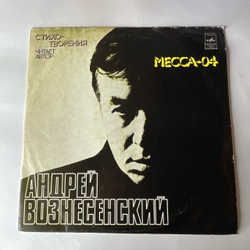 СТИХО-
ТВОРЕНИЯ
ЧИТАЕТ
АВТОР
МЕССА-04
АНДРЕЙ
ВОЗНЕСЕНСКИЙ